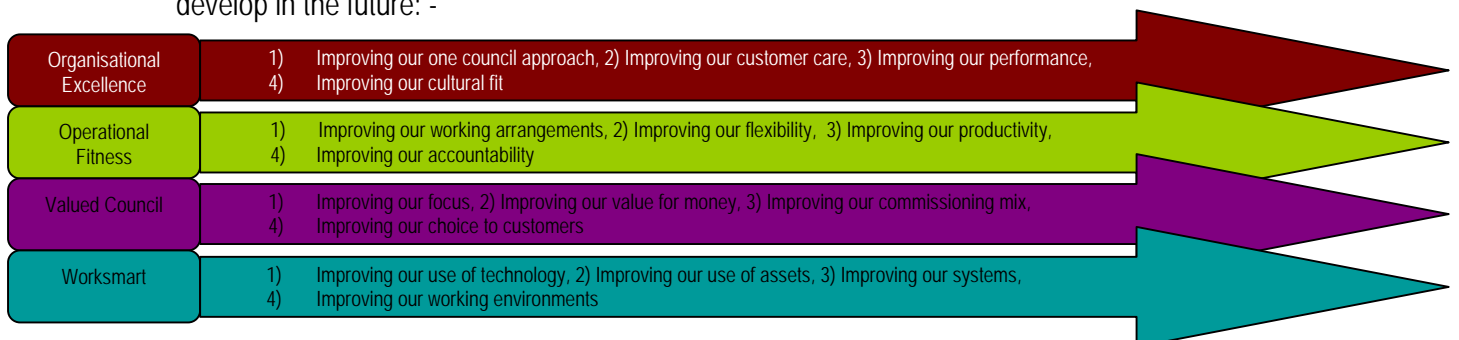 develop in the future: -
Organisational
Excellence
1) Improving our one council approach, 2) Improving our customer care, 3) Improving our performance,
4) Improving our cultural fit
Operational
Fitness
1) Improving our working arrangements, 2) Improving our flexibility, 3) Improving our productivity,
4) Improving our accountability
Valued Council
1) Improving our focus, 2) Improving our value for money, 3) Improving our commissioning mix,
4) Improving our choice to customers
Worksmart
1) Improving our use of technology, 2) Improving our use of assets, 3) Improving our systems,
4) Improving our working environments